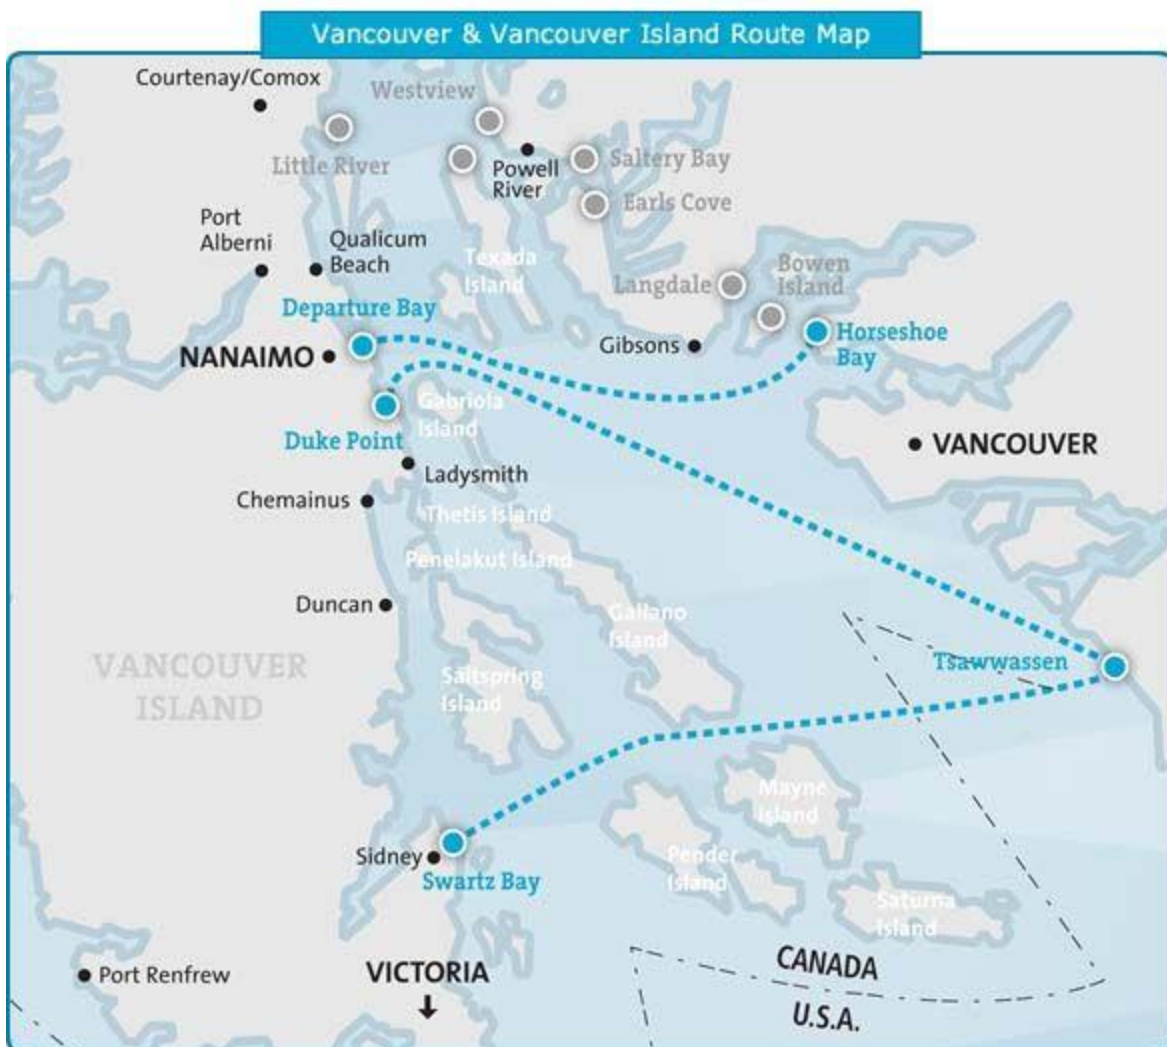 Vancouver & Vancouver Island Route Map
Courtenay/Comox
Westview
Little River
Powell
River
Saltery Bay
Earls Cove
Port
Alberni
Qualicum
Beach
Texada
Island
Langdale
Bowen
Island
Departure Bay
NANAIMO
Gibsons
Horseshoe
Bay
Gabriola
Island
Duke Point
VANCOUVER
Ladysmith
Chemainus
Thetis Island
Penelakut Island
Duncan
Galiano
Island
VANCOUVER
ISLAND
Saltspring
Island
Tsawwassen
Mayne
Island
Sidney
Swartz Bay
Pender
Island
Saturna
Island
Port Renfrew
VICTORIA
CANADA
U.S.A.